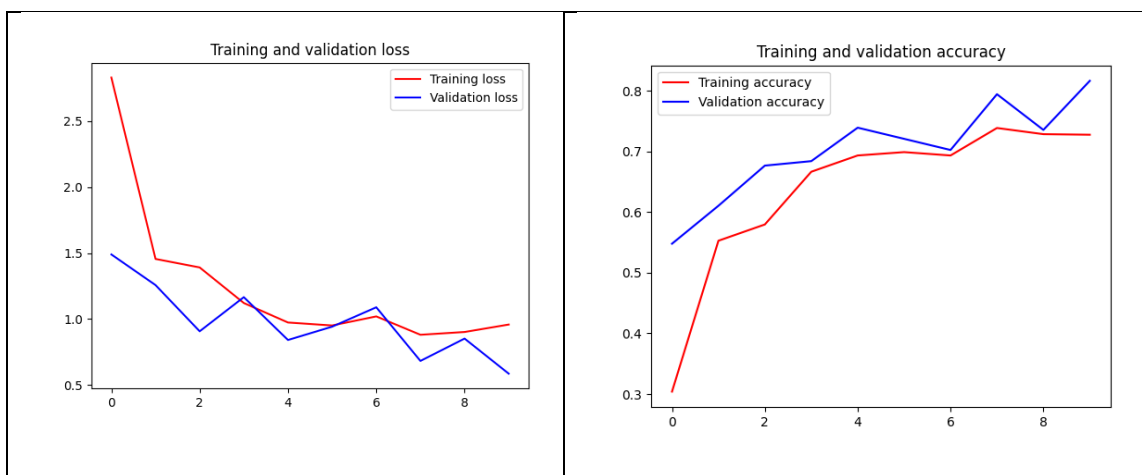 Training and validation loss
Training loss
Validation loss
2.5
2.0
1.5
1.0
0.5
0 2 4 6 8
Training and validation accuracy
Training accuracy
Validation accuracy
0.8
0.7
0.6
0.5
0.4
0.3
0 2 4 6 8